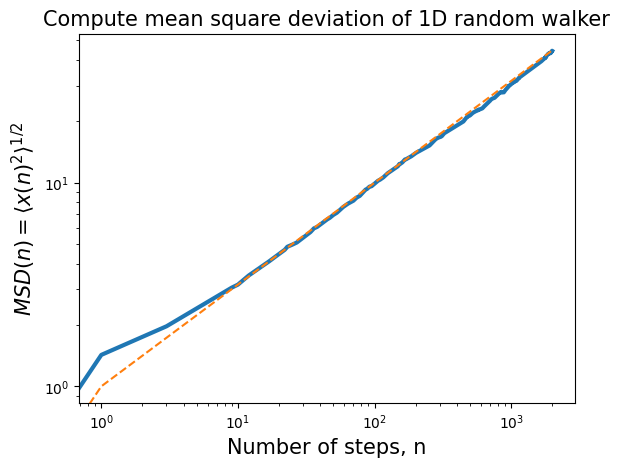 Compute mean square deviation of 1D random walker
MSD(n) = ⟨x(n)²⟩^{1/2}
10¹
10⁰
10⁰ 10¹ 10² 10³
Number of steps, n